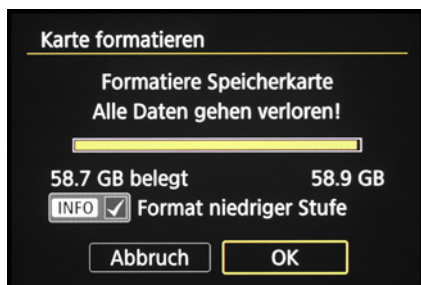 Karte formatieren
Formatiere Speicherkarte
Alle Daten gehen verloren!
58.7 GB belegt 58.9 GB
INFO Format niedriger Stufe
Abbruch OK